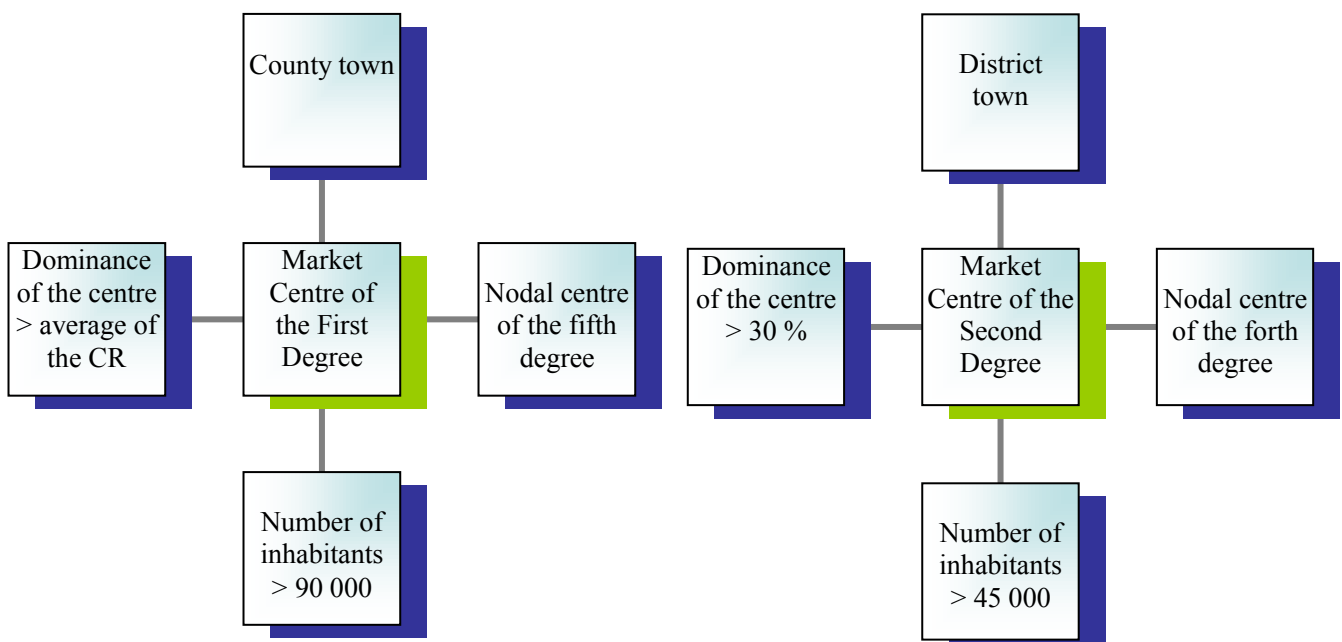 County town
Dominance
of the centre
> average of
the CR
Market
Centre of
the First
Degree
Nodal centre
of the fifth
degree
Number of
inhabitants
> 90 000
District
town
Dominance
of the centre
> 30 %
Market
Centre of the
Second
Degree
Nodal centre
of the forth
degree
Number of
inhabitants
> 45 000